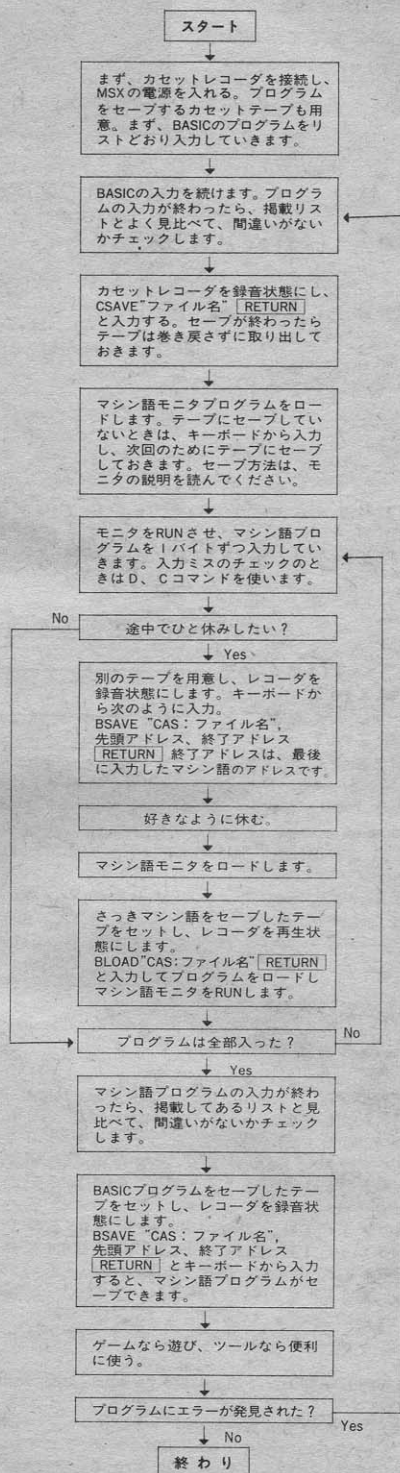 スタート
まず、カセットレコーダを接続し、
MSXの電源を入れる。プログラム
をセーブするカセットテープも用
意。まず、BASICのプログラムをリ
ストどおり入力していきます。
BASICの入力を続けます。プログラ
ムの入力が終わったら、掲載リス
トとよく見比べて、間違いがない
かチェックします。
カセットレコーダを録音状態にし、
CSAVE"ファイル名" RETURN
と入力する。セーブが終わったら
テープは巻き戻さずに取り出して
おきます。
マシン語モニタプログラムをロー
ドします。テープにセーブしてい
ないときは、キーボードから入力
し、次回のためにテープにセーブ
しておきます。セーブ方法は、モ
ニタの説明を読んでください。
モニタをRUNさせ、マシン語プロ
グラムを1バイトずつ入力してい
きます。入力ミスのチェックのと
きはD、Cコマンドを使います。
No
途中でひと休みしたい?
Yes
別のテープを用意し、レコーダを
録音状態にします。キーボードか
ら次のように入力。
BSAVE "CAS:ファイル名",
先頭アドレス、終了アドレス
RETURN 終了アドレスは、最後
に入力したマシン語のアドレスです。
好きなように休む。
マシン語モニタをロードします。
さっきマシン語をセーブしたテー
プをセットし、レコーダを再生状
態にします。
BLOAD"CAS:ファイル名" RETURN
と入力してプログラムをロードし
マシン語モニタをRUNします。
プログラムは全部入った?
No
Yes
マシン語プログラムの入力が終わ
ったら、掲載してあるリストと見
比べて、間違いがないかチェック
します。
BASICプログラムをセーブしたテー
プをセットし、レコーダを録音状
態にします。
BSAVE "CAS:ファイル名",
先頭アドレス、終了アドレス
RETURN とキーボードから入力
すると、マシン語プログラムがセ
ーブできます。
ゲームなら遊び、ツールなら便利
に使う。
プログラムにエラーが発見された?
Yes
No
終わり